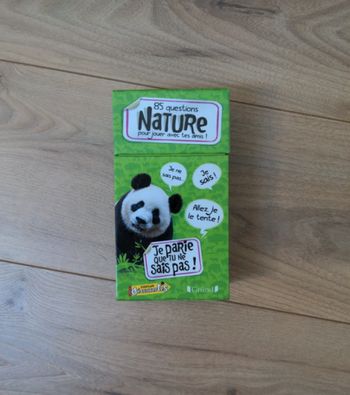 85 questions
NATURE
pour jouer avec tes amis !
Je ne
sais pas
Je
sais !
Allez, je
le tente !
Je PARIE
que tu ne
sais pas !
Gründ